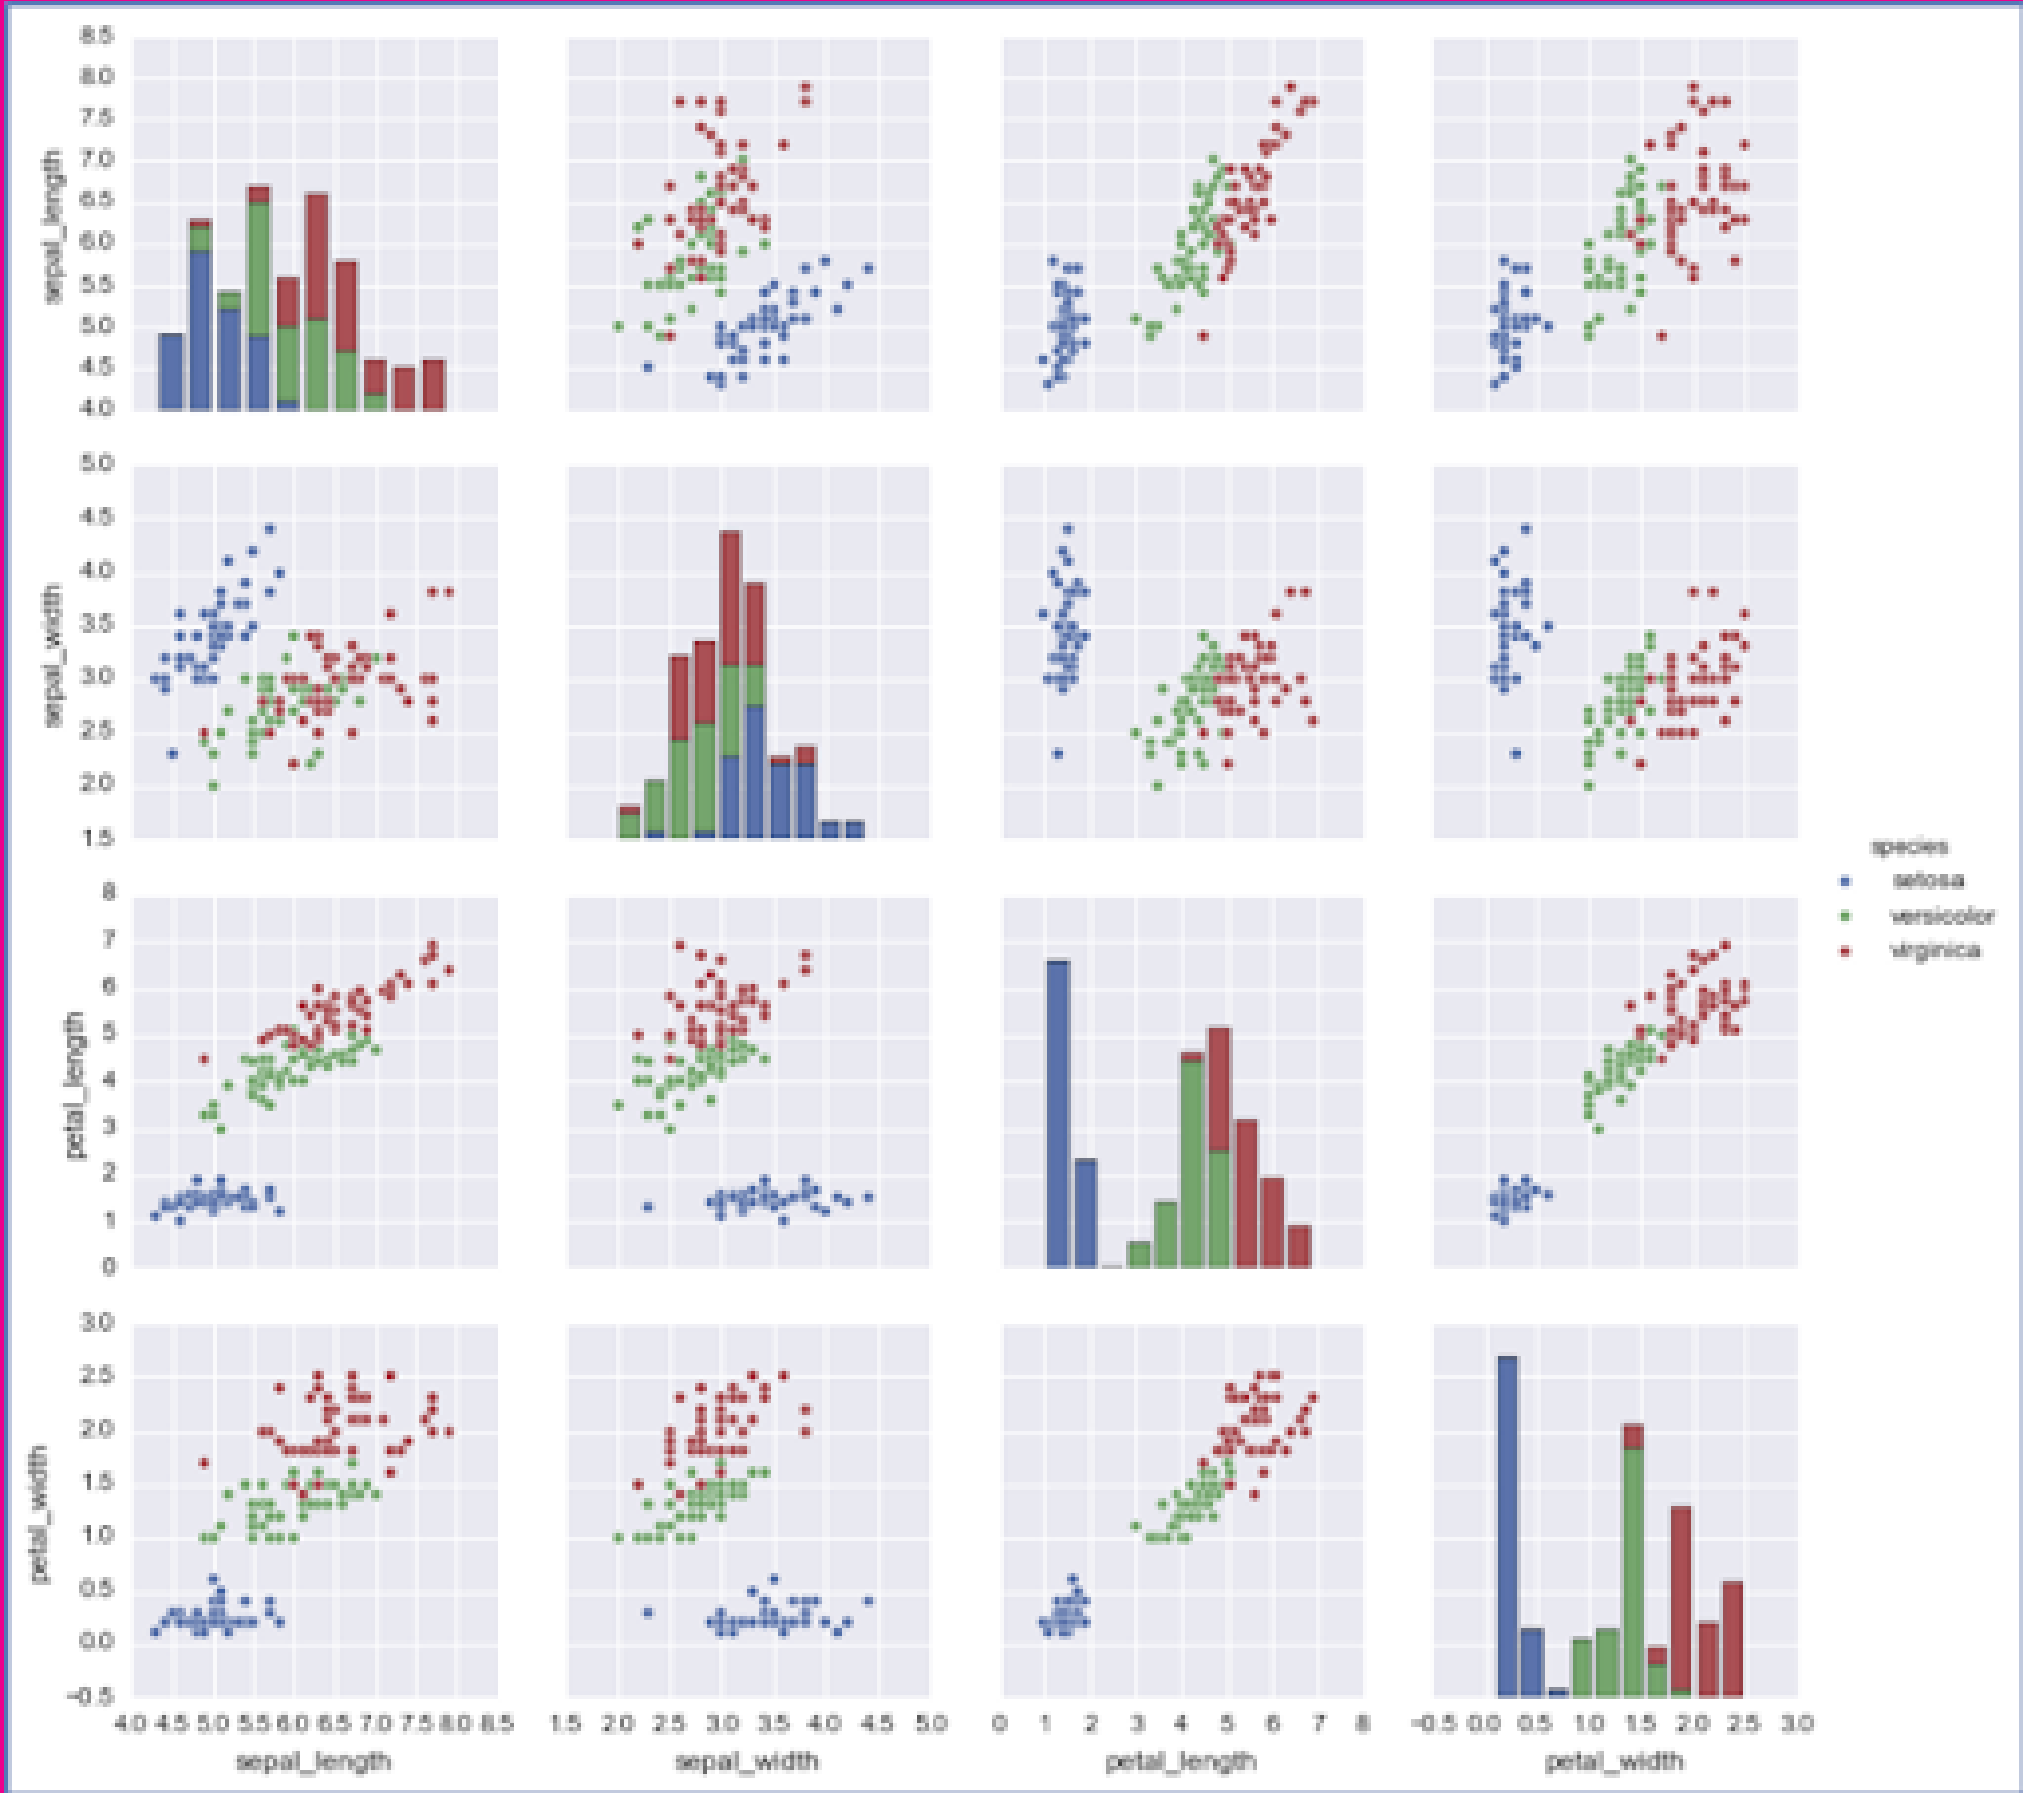 8.5
8.0
7.5
7.0
6.5
6.0
5.5
5.0
4.5
4.0
sepal_length
5.0
4.5
4.0
3.5
3.0
2.5
2.0
1.5
sepal_width
species
setosa
versicolor
virginica
8
7
6
5
4
3
2
1
0
petal_length
3.0
2.5
2.0
1.5
1.0
0.5
0.0
−0.5
petal_width
4.0 4.5 5.0 5.5 6.0 6.5 7.0 7.5 8.0 8.5
1.5 2.0 2.5 3.0 3.5 4.0 4.5 5.0
0 1 2 3 4 5 6 7 8
−0.5 0.0 0.5 1.0 1.5 2.0 2.5 3.0
sepal_length
sepal_width
petal_length
petal_width